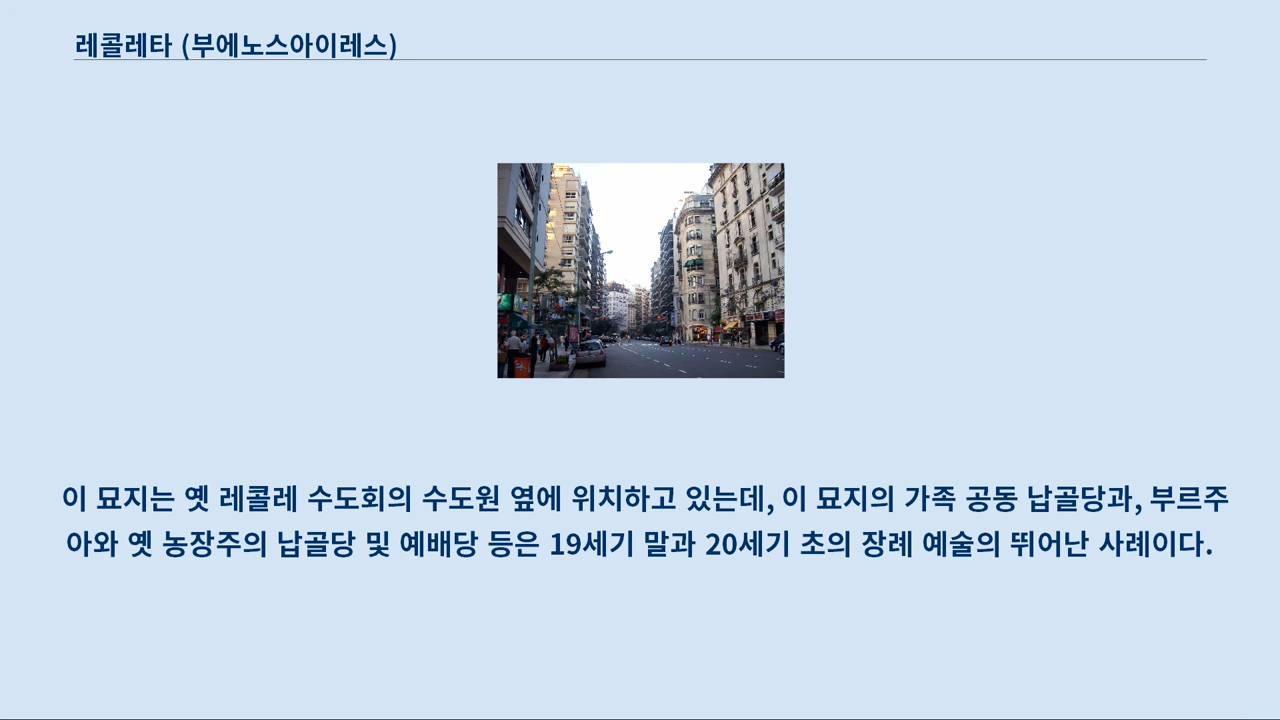 레콜레타 (부에노스아이레스)
이 묘지는 옛 레콜레 수도회의 수도원 옆에 위치하고 있는데, 이 묘지의 가족 공동 납골당과, 부르주
아와 옛 농장주의 납골당 및 예배당 등은 19세기 말과 20세기 초의 장례 예술의 뛰어난 사례이다.